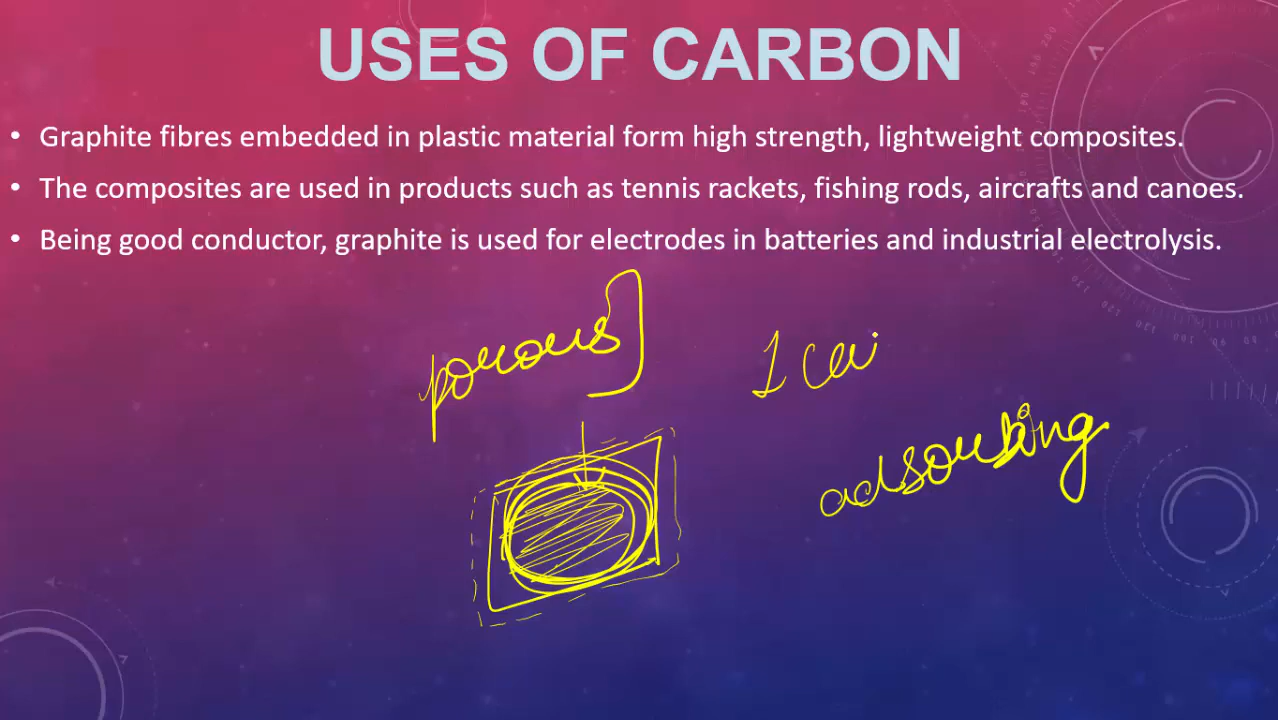 USES OF CARBON
• Graphite fibres embedded in plastic material form high strength, lightweight composites.
• The composites are used in products such as tennis rackets, fishing rods, aircrafts and canoes.
• Being good conductor, graphite is used for electrodes in batteries and industrial electrolysis.
porous
adsorbing